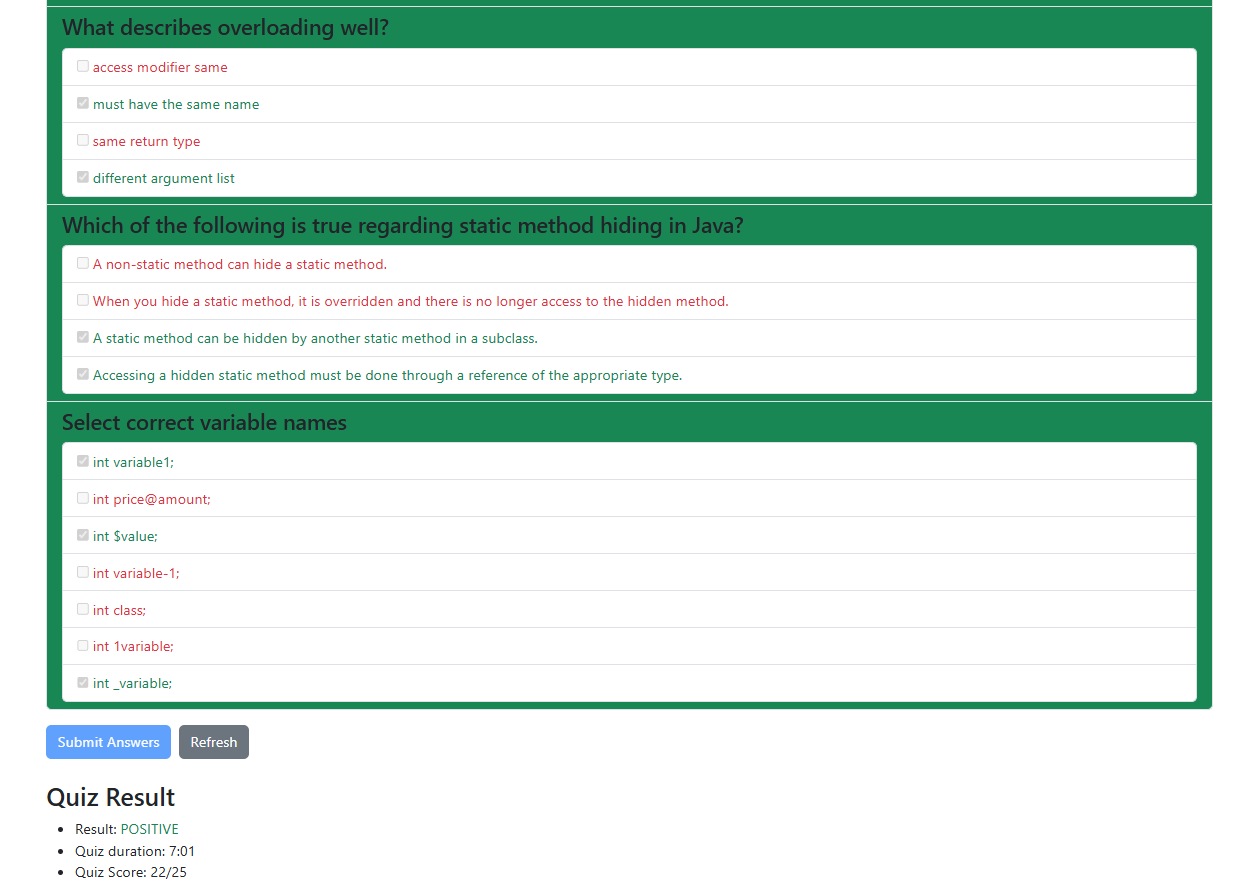 What describes overloading well?
access modifier same
must have the same name
same return type
different argument list
Which of the following is true regarding static method hiding in Java?
A non-static method can hide a static method.
When you hide a static method, it is overridden and there is no longer access to the hidden method.
A static method can be hidden by another static method in a subclass.
Accessing a hidden static method must be done through a reference of the appropriate type.
Select correct variable names
int variable1;
int price@amount;
int $value;
int variable-1;
int class;
int 1variable;
int _variable;
Submit Answers Refresh
Quiz Result
Result: POSITIVE
Quiz duration: 7:01
Quiz Score: 22/25